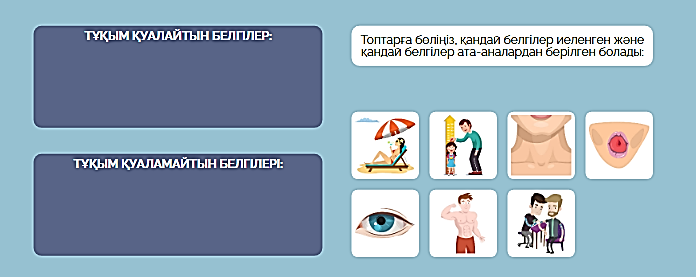 ТҰҚЫМ ҚУАЛАЙТЫН БЕЛГІЛЕР:
Топтарға бөліңіз, қандай белгілер иеленген және
қандай белгілер ата-аналардан берілген болады:
ТҰҚЫМ ҚУАЛАМАЙТЫН БЕЛГІЛЕРІ: